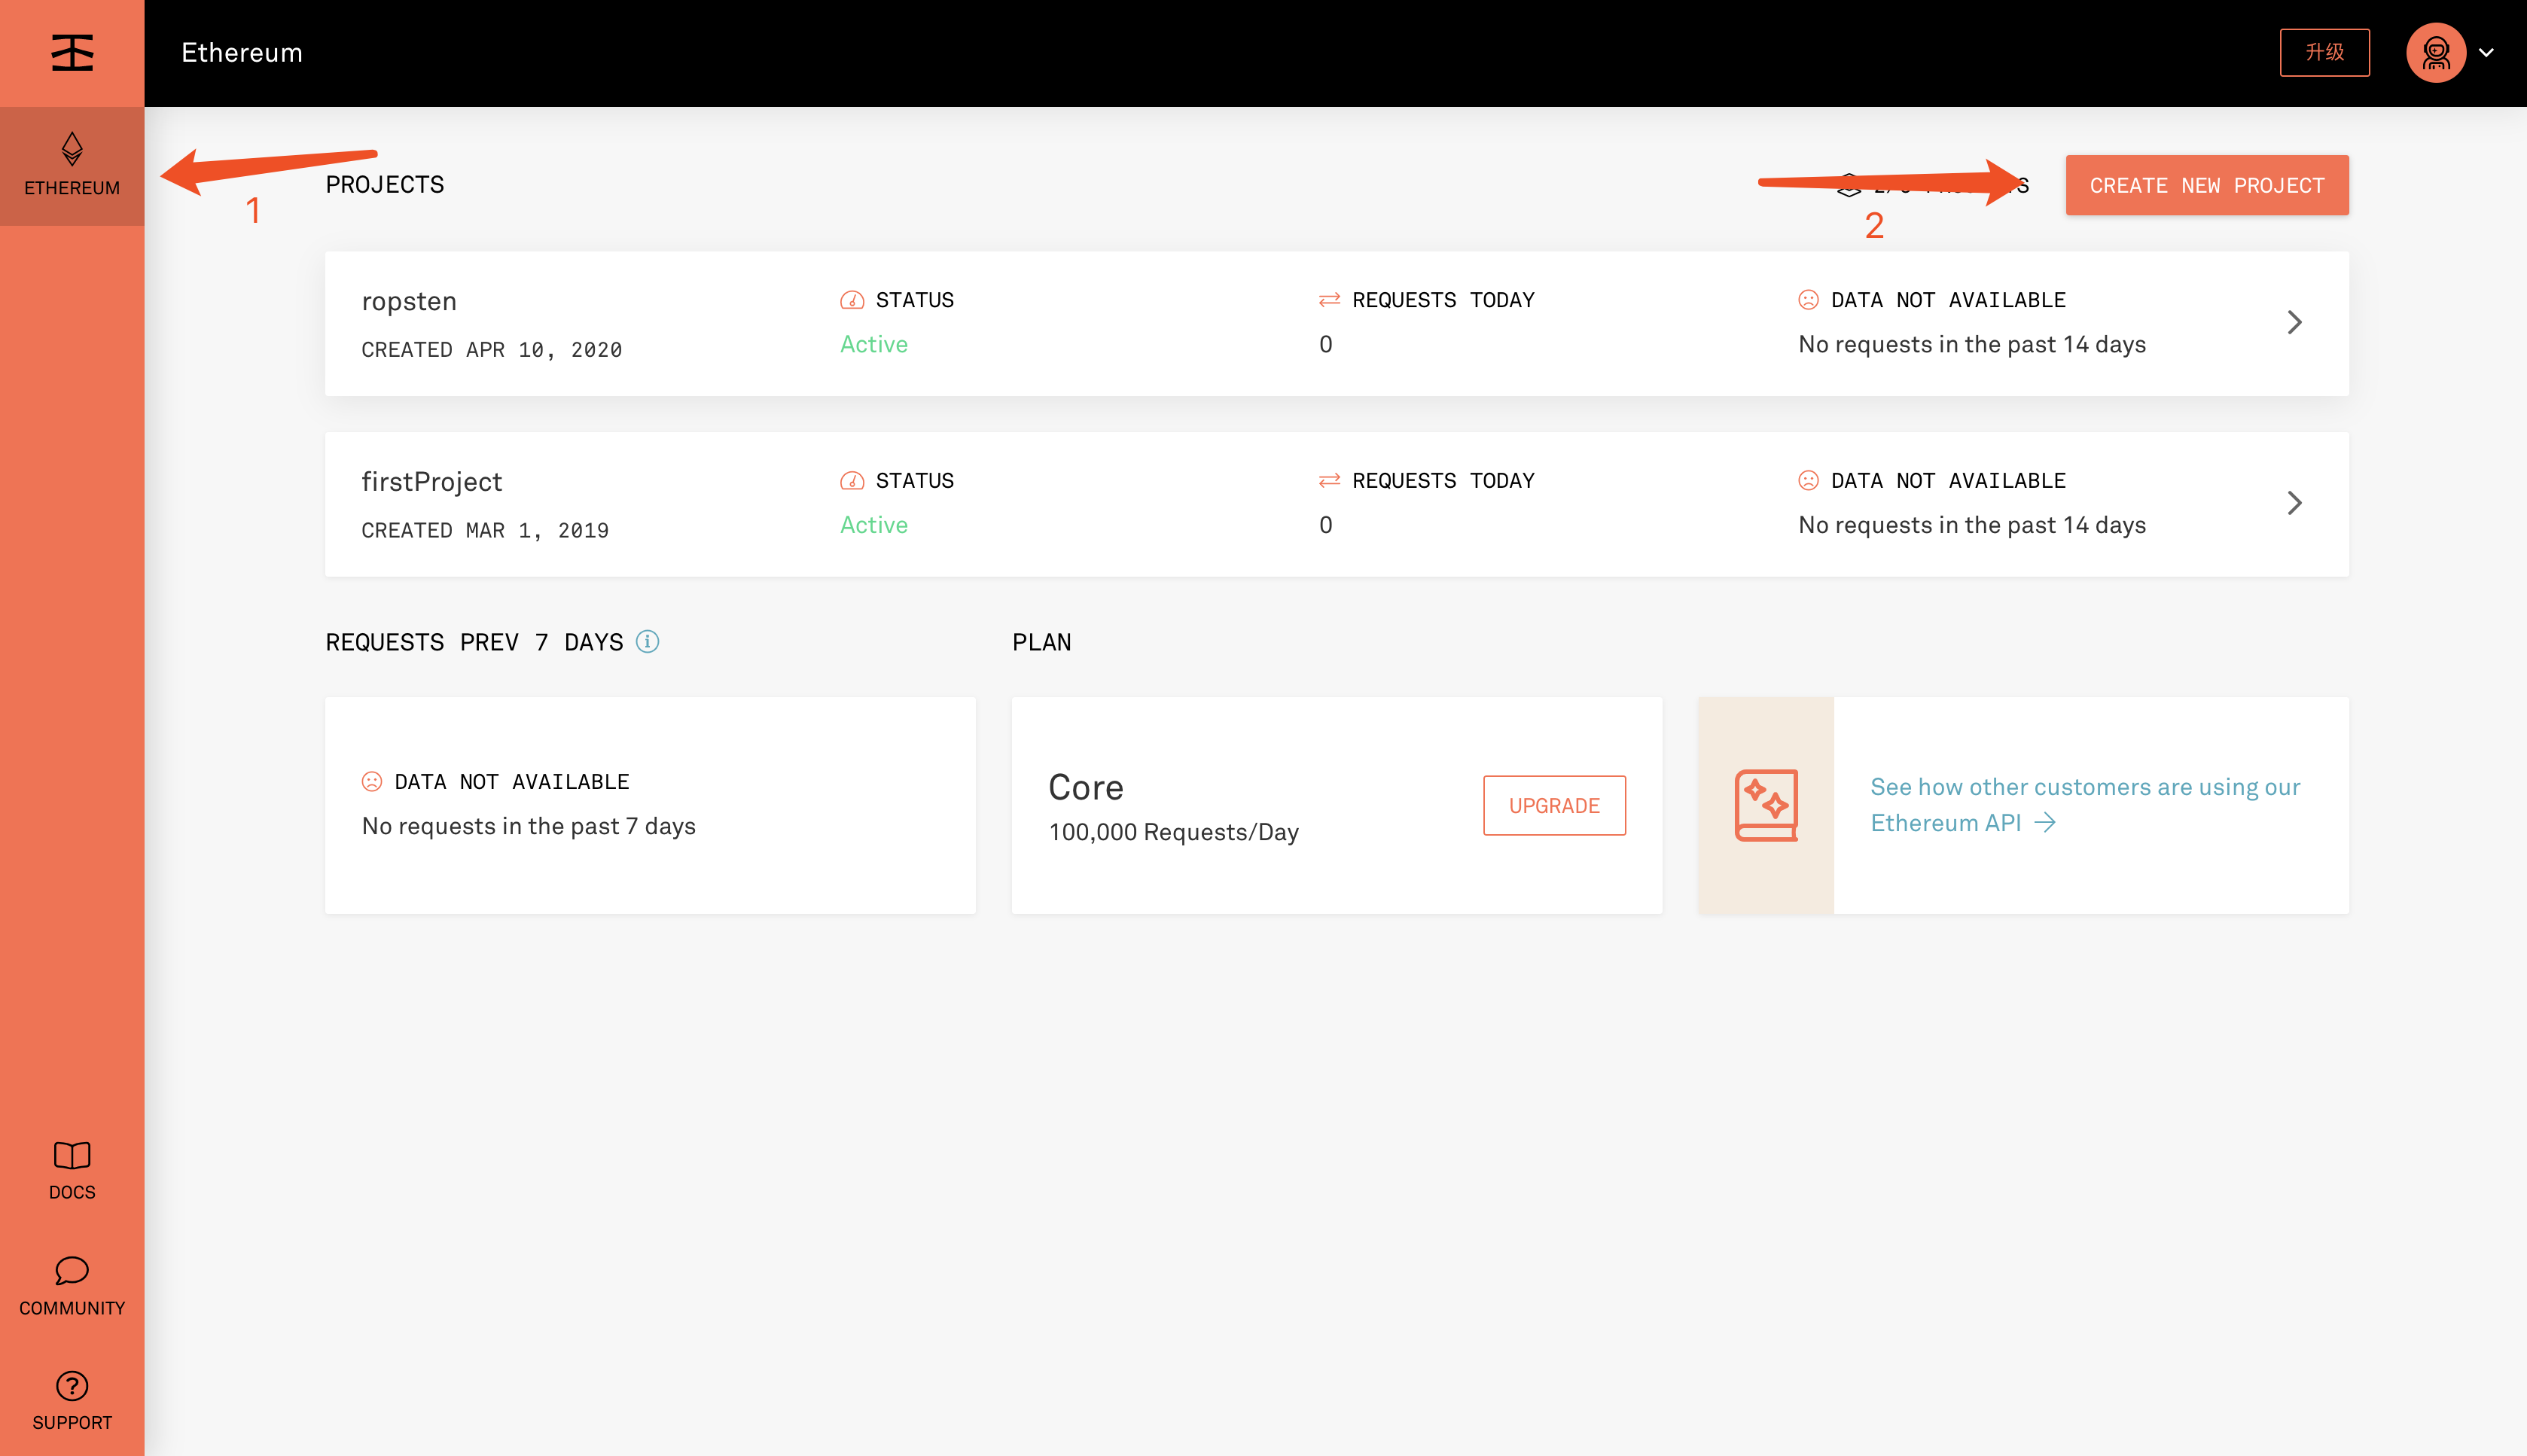 Ethereum
升级
ETHEREUM
1
PROJECTS
2
CREATE NEW PROJECT
ropsten
CREATED APR 10, 2020
STATUS
Active
REQUESTS TODAY
0
DATA NOT AVAILABLE
No requests in the past 14 days
firstProject
CREATED MAR 1, 2019
STATUS
Active
REQUESTS TODAY
0
DATA NOT AVAILABLE
No requests in the past 14 days
REQUESTS PREV 7 DAYS
DATA NOT AVAILABLE
No requests in the past 7 days
PLAN
Core
100,000 Requests/Day
UPGRADE
See how other customers are using our
Ethereum API
DOCS
COMMUNITY
SUPPORT